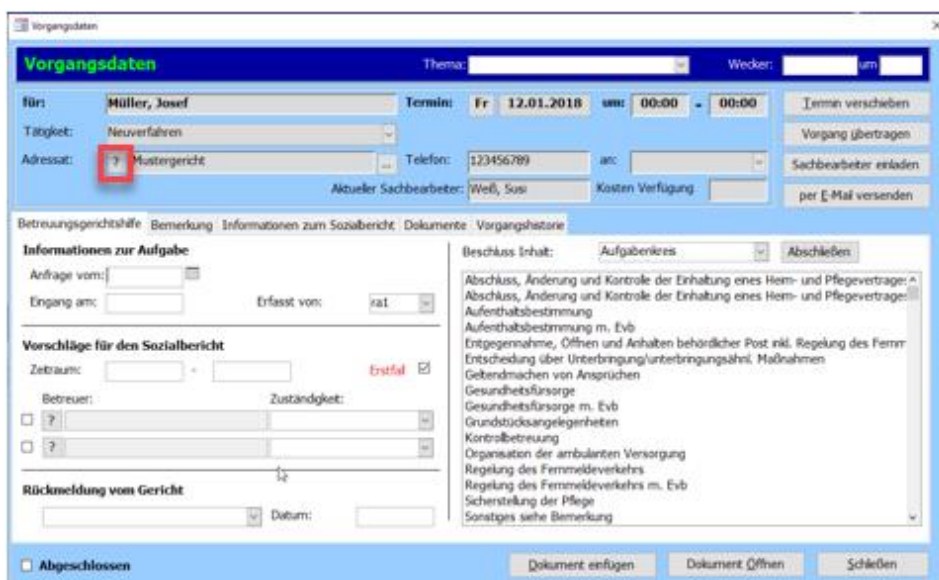 Vorgangsdaten
Vorgangsdaten Thema: Wecker: um
für: Müller, Josef Termin: Fr 12.01.2018 um: 00:00 - 00:00 Termin verschieben
Tätigkeit: Neuverfahren Vorgang übertragen
Adressat: ? Mustergericht ... Telefon: 123456789 an: Sachbearbeiter einladen
Aktueller Sachbearbeiter: Weiß, Susi Kosten Verfügung per E-Mail versenden
Betreuungsgerichtshilfe Bemerkung Informationen zum Sozialbericht Dokumente Vorgangshistorie
Informationen zur Aufgabe
Anfrage vom:
Eingang am: Erfasst von: rat
Vorschläge für den Sozialbericht
Zeitraum: - Erstfall
Betreuer: Zuständigkeit:
?
?
Rückmeldung vom Gericht
Datum:
Beschluss Inhalt: Aufgabenkreis Abschließen
Abschluss, Änderung und Kontrolle der Einhaltung eines Heim- und Pflegevertrages
Abschluss, Änderung und Kontrolle der Einhaltung eines Heim- und Pflegevertrages
Aufenthaltsbestimmung
Aufenthaltsbestimmung m. Evb
Entgegennahme, Öffnen und Anhalten behördlicher Post inkl. Regelung des Fernm
Entscheidung über Unterbringung/unterbringungsähnl. Maßnahmen
Geltendmachen von Ansprüchen
Gesundheitsfürsorge
Gesundheitsfürsorge m. Evb
Grundstücksangelegenheiten
Kontrollbetreuung
Organisation der ambulanten Versorgung
Regelung des Fernmeldeverkehrs
Regelung des Fernmeldeverkehrs m. Evb
Sicherstellung der Pflege
Sonstiges siehe Bemerkung
Abgeschlossen Dokument einfügen Dokument Öffnen Schließen